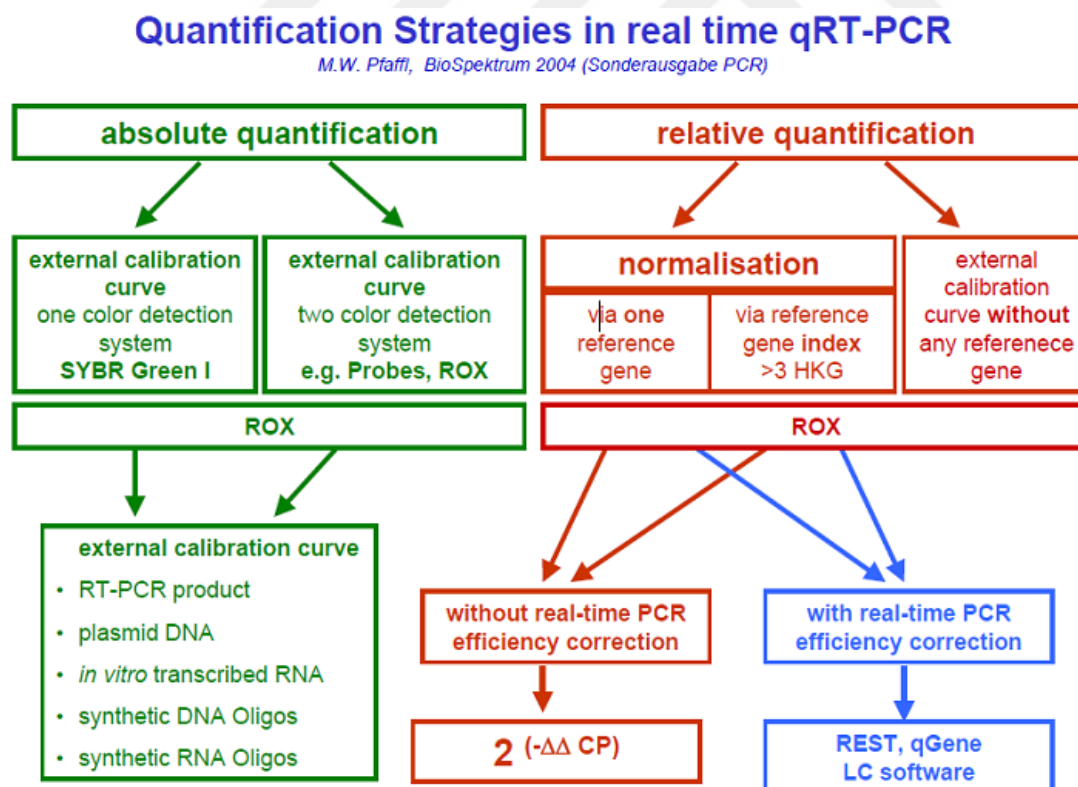 Quantification Strategies in real time qRT-PCR
M.W. Pfaffl, BioSpektrum 2004 (Sonderausgabe PCR)
absolute quantification
relative quantification
external calibration
curve
one color detection
system
SYBR Green I
external calibration
curve
two color detection
system
e.g. Probes, ROX
normalisation
via one
reference
gene
via reference
gene index
>3 HKG
external
calibration
curve without
any referenece
gene
ROX
ROX
external calibration curve
• RT-PCR product
• plasmid DNA
• in vitro transcribed RNA
• synthetic DNA Oligos
• synthetic RNA Oligos
without real-time PCR
efficiency correction
with real-time PCR
efficiency correction
2 (-ΔΔ CP)
REST, qGene
LC software